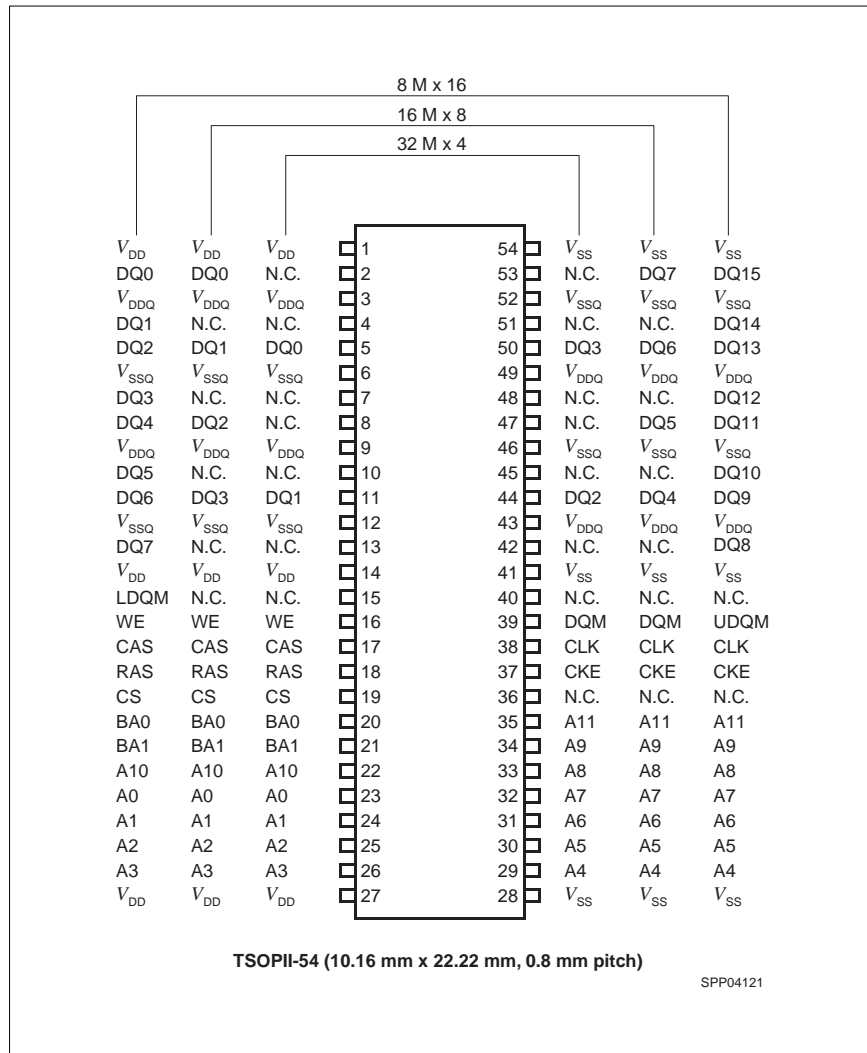 8 M x 16
16 M x 8
32 M x 4
VDD VDD VDD 1 54 VSS VSS VSS
DQ0 DQ0 N.C. 2 53 N.C. DQ7 DQ15
VDDQ VDDQ VDDQ 3 52 VSSQ VSSQ VSSQ
DQ1 N.C. N.C. 4 51 N.C. N.C. DQ14
DQ2 DQ1 DQ0 5 50 DQ3 DQ6 DQ13
VSSQ VSSQ VSSQ 6 49 VDDQ VDDQ VDDQ
DQ3 N.C. N.C. 7 48 N.C. N.C. DQ12
DQ4 DQ2 N.C. 8 47 N.C. DQ5 DQ11
VDDQ VDDQ VDDQ 9 46 VSSQ VSSQ VSSQ
DQ5 N.C. N.C. 10 45 N.C. N.C. DQ10
DQ6 DQ3 DQ1 11 44 DQ2 DQ4 DQ9
VSSQ VSSQ VSSQ 12 43 VDDQ VDDQ VDDQ
DQ7 N.C. N.C. 13 42 N.C. N.C. DQ8
VDD VDD VDD 14 41 VSS VSS VSS
LDQM N.C. N.C. 15 40 N.C. N.C. N.C.
WE WE WE 16 39 DQM DQM UDQM
CAS CAS CAS 17 38 CLK CLK CLK
RAS RAS RAS 18 37 CKE CKE CKE
CS CS CS 19 36 N.C. N.C. N.C.
BA0 BA0 BA0 20 35 A11 A11 A11
BA1 BA1 BA1 21 34 A9 A9 A9
A10 A10 A10 22 33 A8 A8 A8
A0 A0 A0 23 32 A7 A7 A7
A1 A1 A1 24 31 A6 A6 A6
A2 A2 A2 25 30 A5 A5 A5
A3 A3 A3 26 29 A4 A4 A4
VDD VDD VDD 27 28 VSS VSS VSS
TSOPII-54 (10.16 mm x 22.22 mm, 0.8 mm pitch)
SPP04121